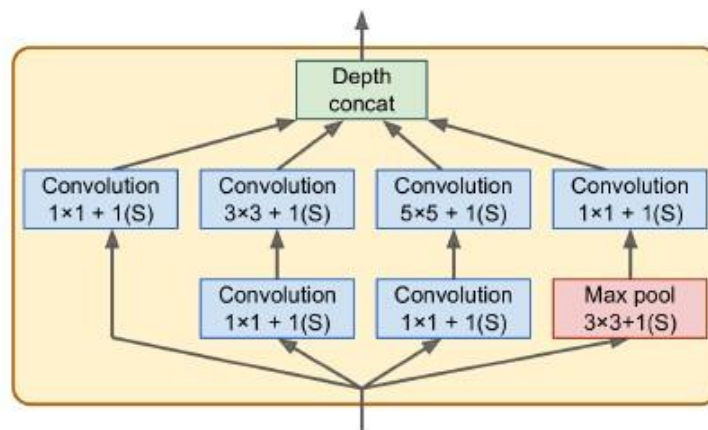 Depth
concat
Convolution
1×1 + 1(S)
Convolution
3×3 + 1(S)
Convolution
5×5 + 1(S)
Convolution
1×1 + 1(S)
Convolution
1×1 + 1(S)
Convolution
1×1 + 1(S)
Max pool
3×3+1(S)